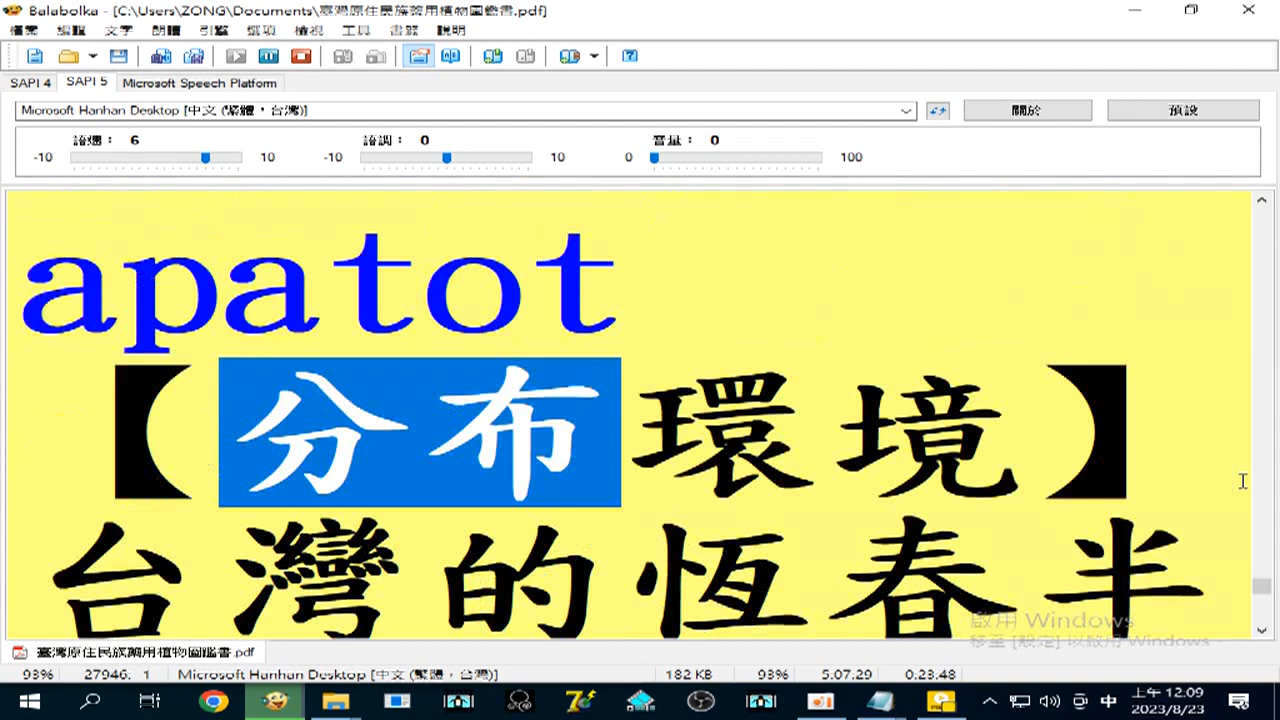 Balabolka - [C:\Users\ZONG\Documents\臺灣原住民族藥用植物圖鑑書.pdf]
檔案 編輯 文字 朗讀 引擎 選項 檢視 工具 書籤 說明
SAPI 4 SAPI 5 Microsoft Speech Platform
Microsoft Hanhan Desktop [中文 (繁體，台灣)] 關於 預設
語速： 6 語調： 0 音量： 0
-10 10 -10 10 0 100
apatot
【分布環境】
台灣的恆春半
啟用 Windows
移至 [設定] 以啟用 Windows。
臺灣原住民族藥用植物圖鑑書.pdf
93% 27946: 1 Microsoft Hanhan Desktop [中文 (繁體，台灣)] 182 KB 93% 5:07:29 0:23:48
中 上午 12:09
2023/8/23